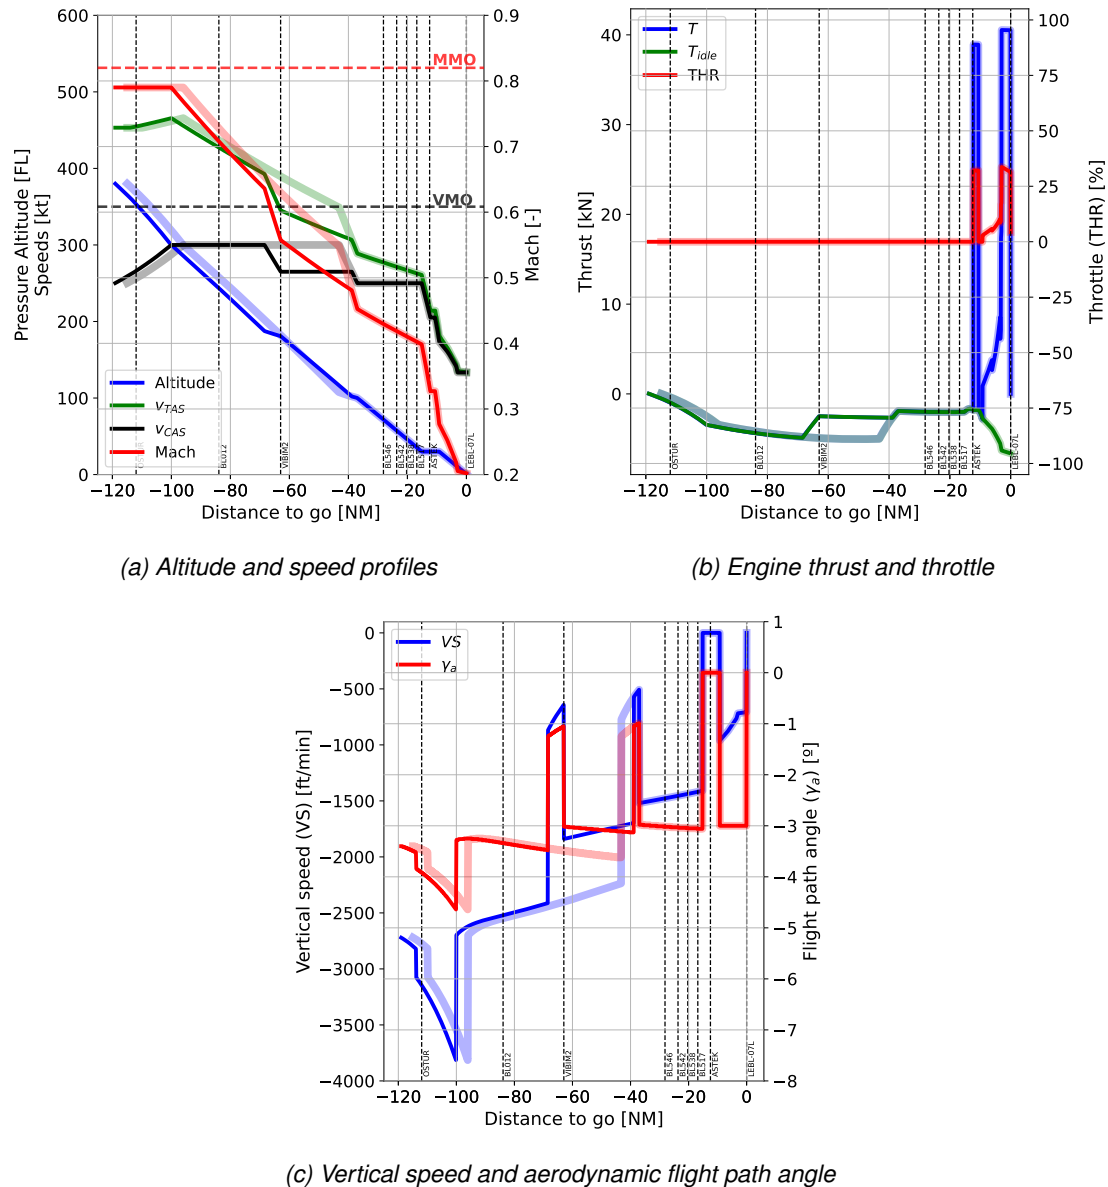 600
500
400
300
200
100
0
Pressure Altitude [FL]
Speeds [kt]
0.9
0.8
0.7
0.6
0.5
0.4
0.3
0.2
Mach [-]
MMO
VMO
Altitude
vTAS
vCAS
Mach
BL012
VIBIM2
BL546
BL542
BL538
BL517
ASTEK
LEBL-07L
−120 −100 −80 −60 −40 −20 0
Distance to go [NM]
(a) Altitude and speed profiles
40
30
20
10
0
Thrust [kN]
100
75
50
25
0
−25
−50
−75
−100
Throttle (THR) [%]
T
Tidle
THR
OSTUR
BL012
VIBIM2
BL546
BL542
BL538
BL517
ASTEK
LEBL-07L
−120 −100 −80 −60 −40 −20 0
Distance to go [NM]
(b) Engine thrust and throttle
0
−500
−1000
−1500
−2000
−2500
−3000
−3500
−4000
Vertical speed (VS) [ft/min]
1
0
−1
−2
−3
−4
−5
−6
−7
−8
Flight path angle (γa) [º]
VS
γa
OSTUR
BL012
VIBIM2
BL546
BL542
BL538
BL517
ASTEK
LEBL-07L
−120 −100 −80 −60 −40 −20 0
Distance to go [NM]
(c) Vertical speed and aerodynamic flight path angle